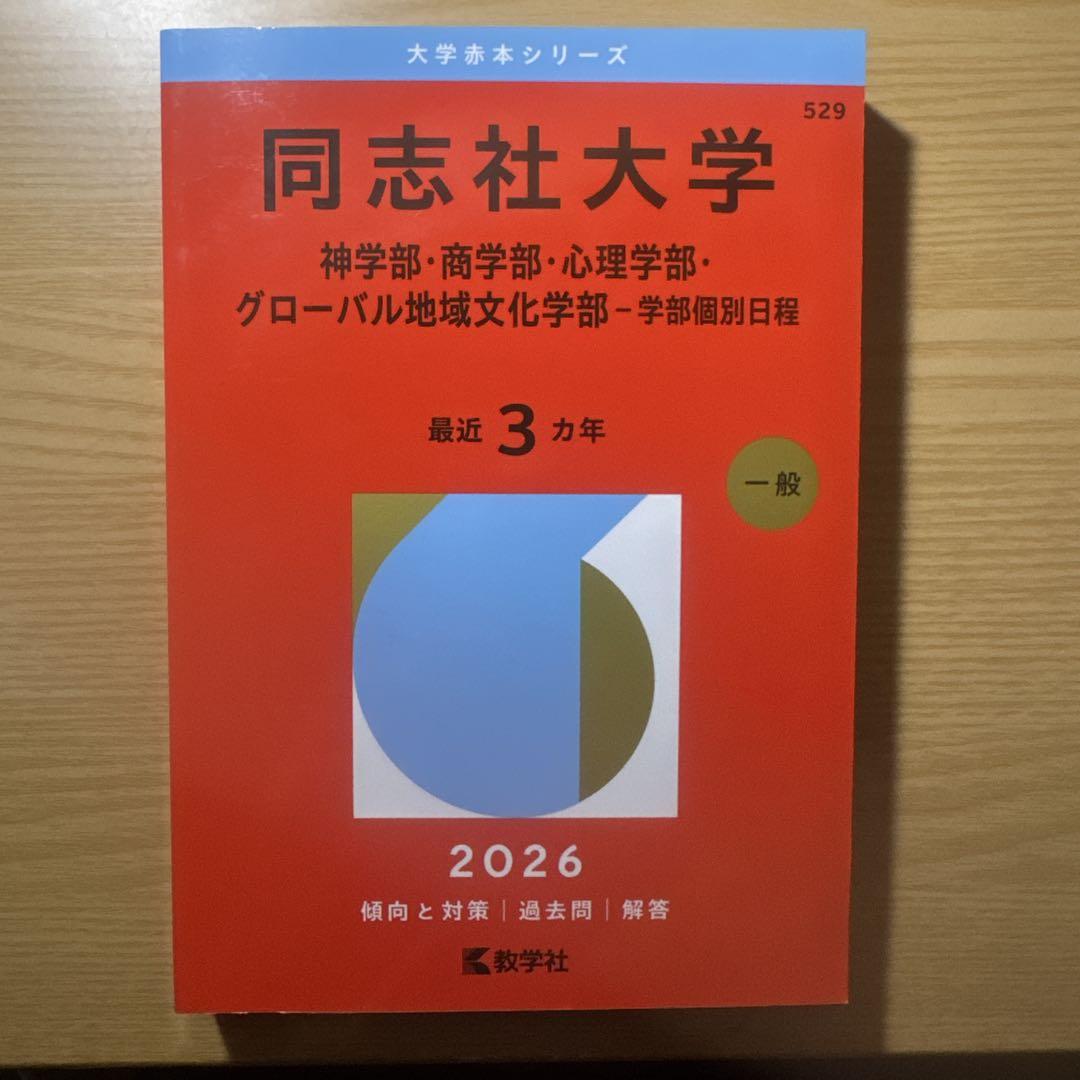 大学赤本シリーズ
529
同志社大学
神学部・商学部・心理学部・
グローバル地域文化学部－学部個別日程
最近3カ年
一般
2026
傾向と対策｜過去問｜解答
教学社